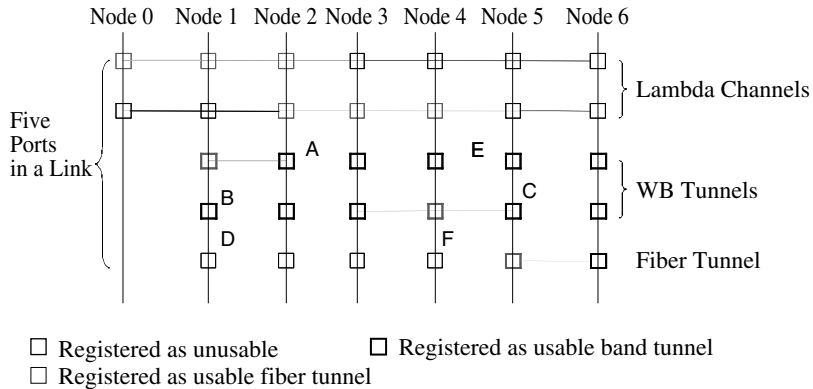 Node 0 Node 1 Node 2 Node 3 Node 4 Node 5 Node 6
Lambda Channels
Five
Ports
in a Link
A
E
B
C
WB Tunnels
D
F
Fiber Tunnel
Registered as unusable
Registered as usable band tunnel
Registered as usable fiber tunnel